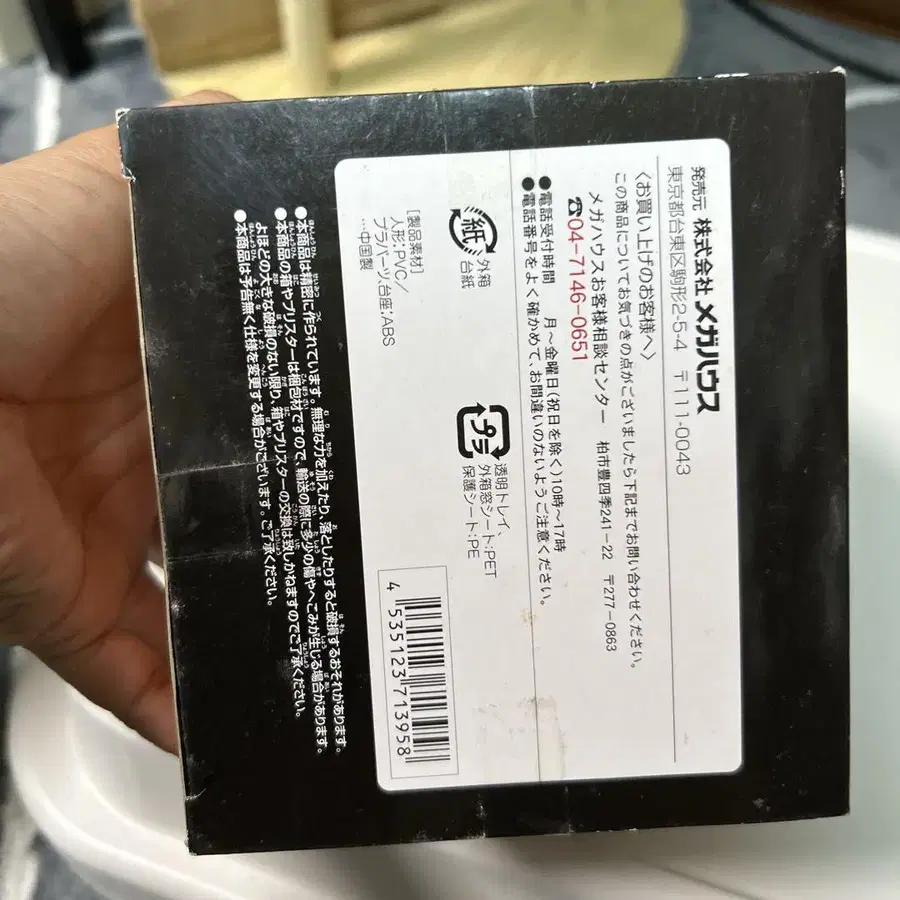 発売元 株式会社 メガハウス
東京都台東区駒形2-5-4 〒111-0043
〈お買い上げのお客様へ〉
この商品についてお気づきの点がございましたら下記までお問い合わせください。
メガハウスお客様相談センター 柏市豊四季241-22 〒277-0863
☎04-7146-0651
●電話受付時間 月〜金曜日(祝日を除く)10時〜17時
●電話番号をよく確かめて、お間違いのないようご注意ください。
紙
外箱
台紙
プラ
透明トレイ、
外箱窓シート:PET
保護シート:PE
[製品素材]
人形:PVC/
プラパーツ,台座:ABS
…中国製
4 535123 713958
●本商品は精密に作られています。無理な力を加えたり、落としたりすると破損するおそれがあります。
●本商品の箱やブリスターは梱包材ですので、輸送の際に多少の傷やへこみが生じる場合があります。
よほどの大きな破損のない限り、箱やブリスターの交換は致しかねますのでご了承ください。
●本商品は予告無く仕様を変更する場合がございます。ご了承ください。